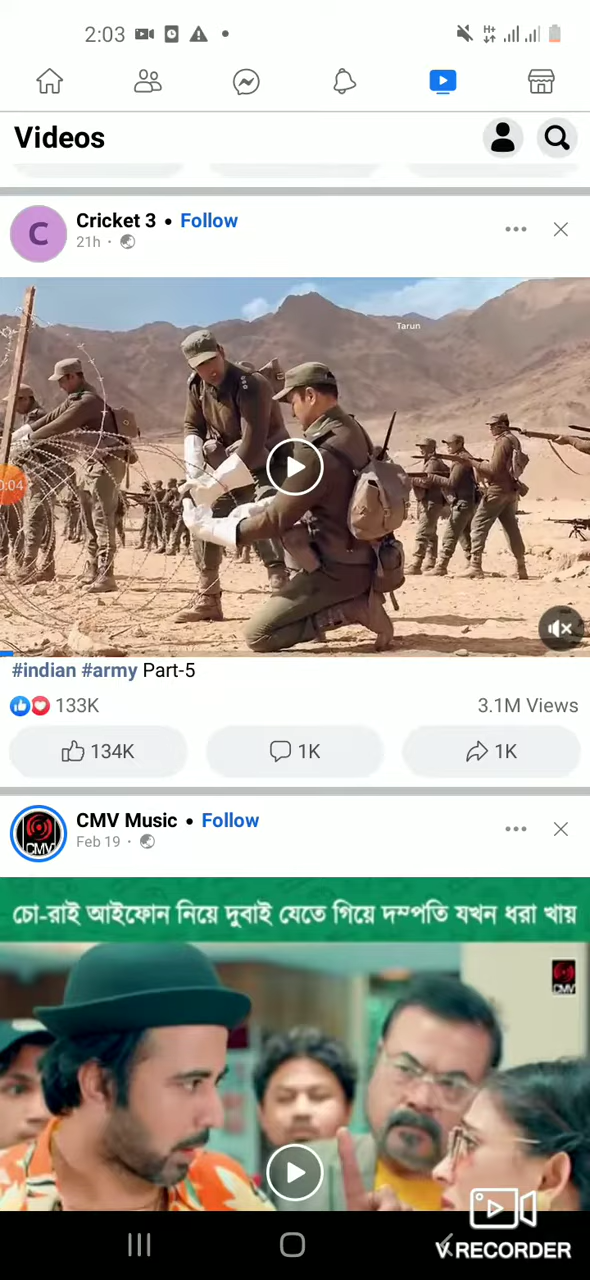 2:03
Videos
C
Cricket 3 • Follow
21h ·
Tarun
0:04
#indian #army Part-5
133K
3.1M Views
134K
1K
1K
CMV Music • Follow
Feb 19 ·
CMV
চো-রাই আইফোন নিয়ে দুবাই যেতে গিয়ে দম্পতি যখন ধরা খায়
CMV
V.RECORDER